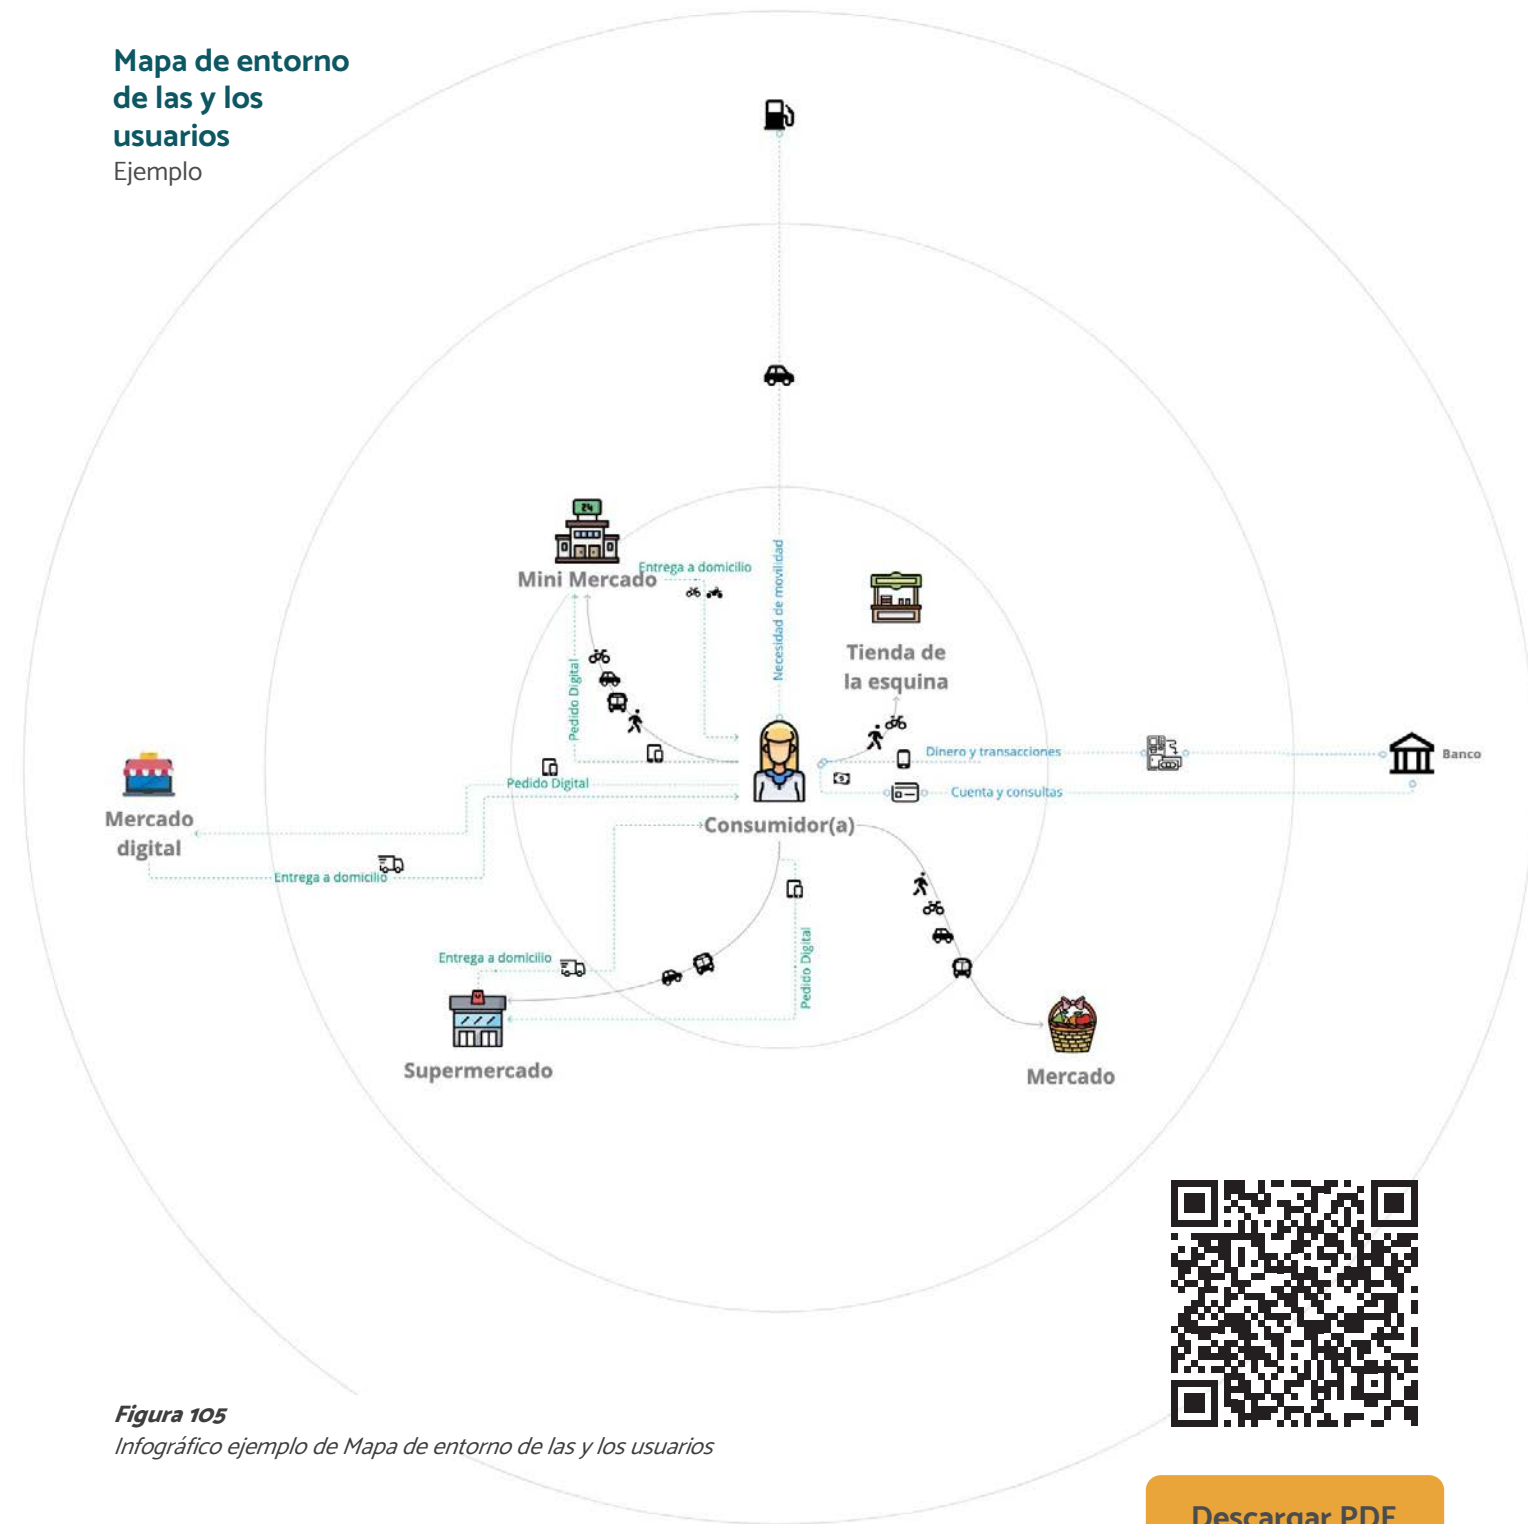 Mapa de entorno
de las y los
usuarios
Ejemplo
24
Mini Mercado
Entrega a domicilio
Necesidad de movilidad
Tienda de
la esquina
Pedido Digital
Dinero y transacciones
Banco
Pedido Digital
Cuenta y consultas
Mercado
digital
Consumidor(a)
Entrega a domicilio
Entrega a domicilio
Pedido Digital
Supermercado
Mercado
Figura 105
Infográfico ejemplo de Mapa de entorno de las y los usuarios
Descargar PDF